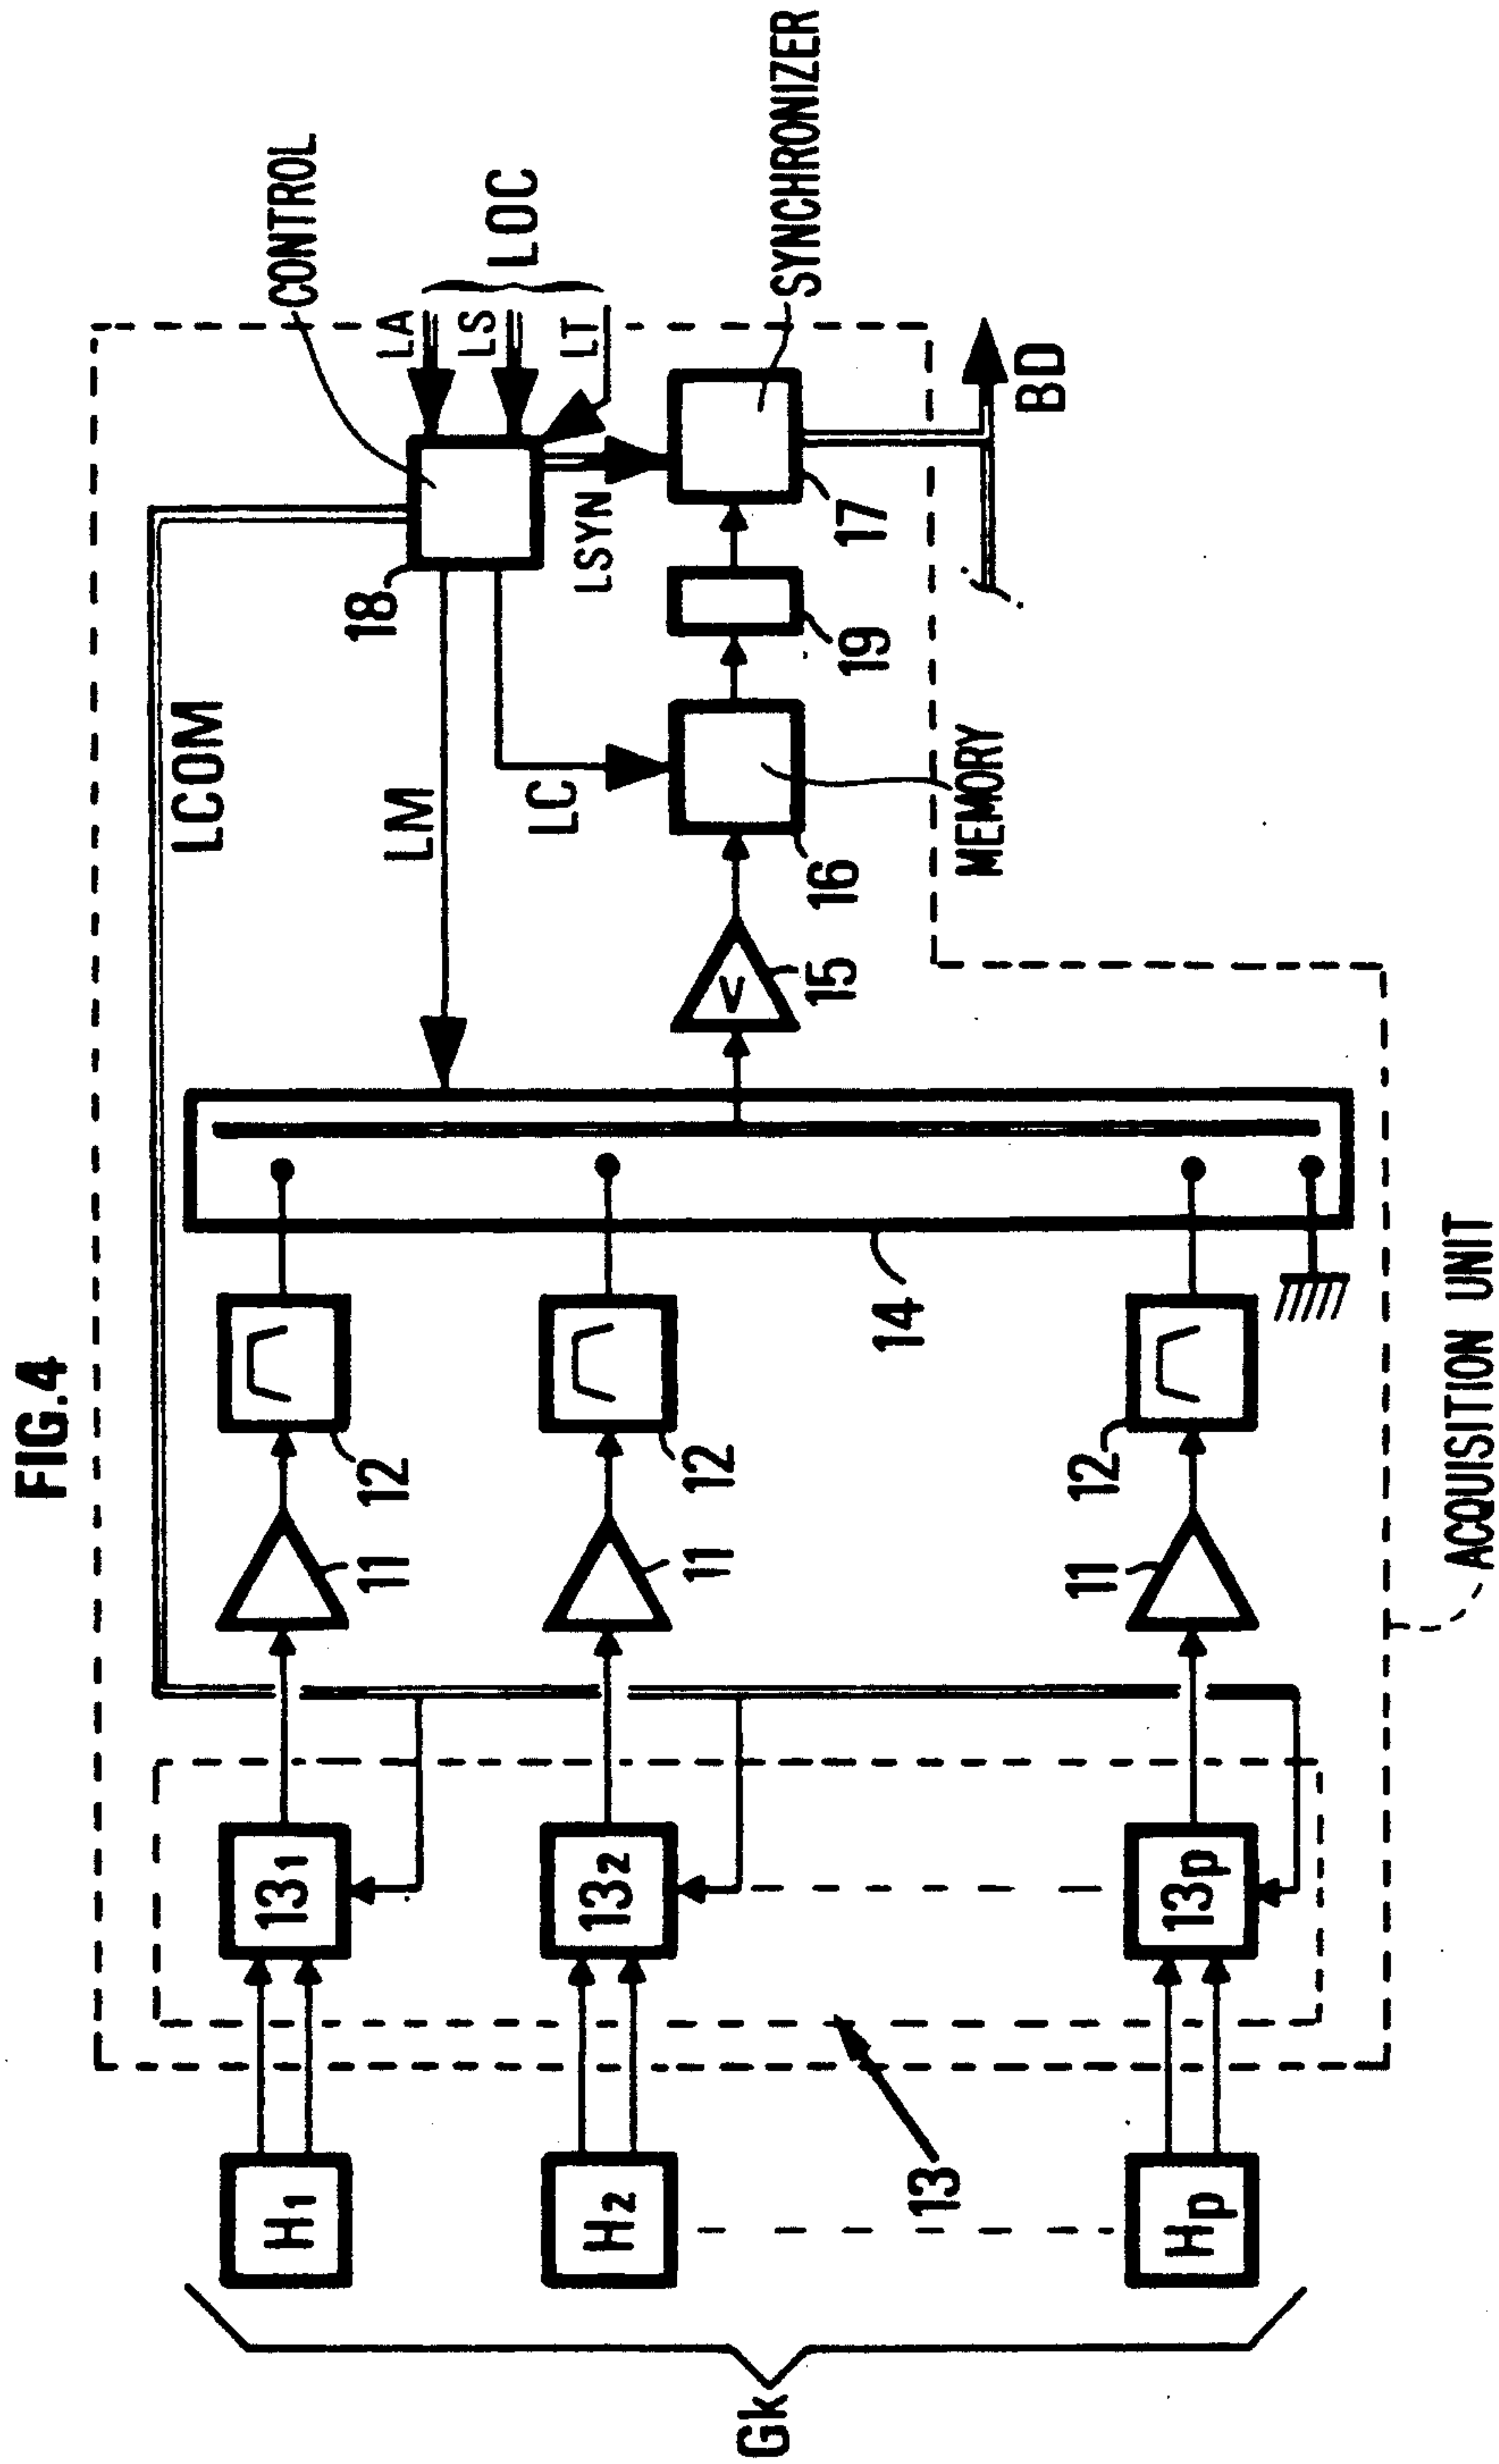 FIG.4
CONTROL
LA
LS
LT
LOC
LCOM
18
LM
LC
LSYN
SYNCHRONIZER
17
19
BD
16
MEMORY
15
14
12
12
12
11
11
11
13₁
13₂
13p
13
H₁
H₂
Hp
Gk
ACQUISITION UNIT